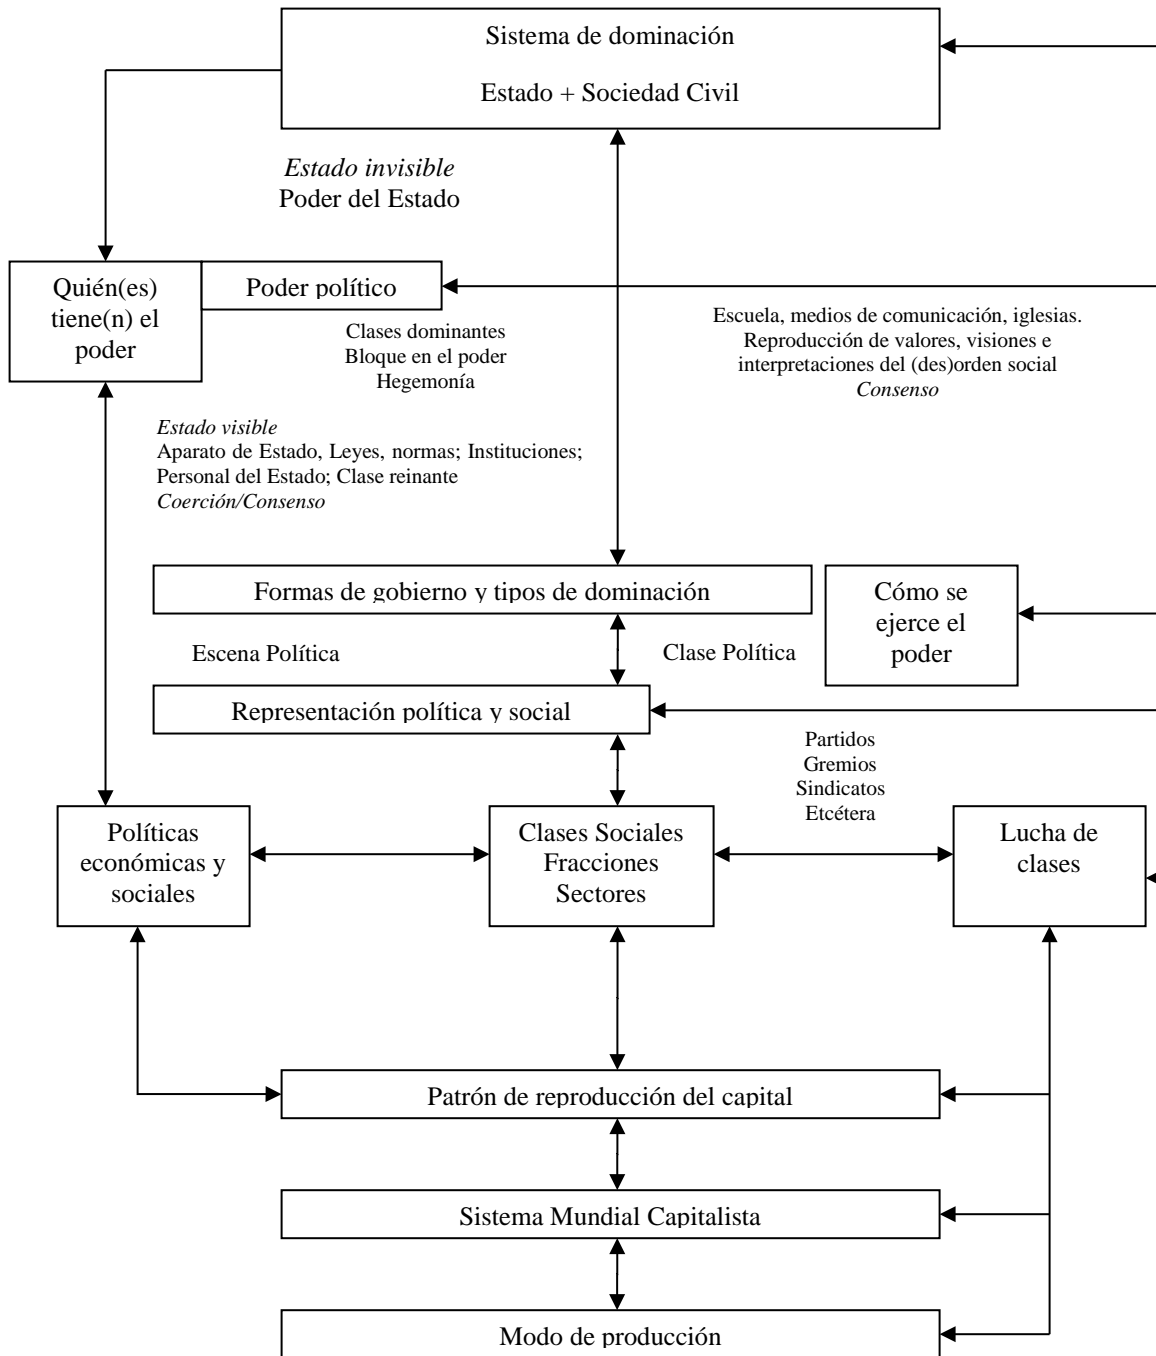 Sistema de dominación
Estado + Sociedad Civil
Estado invisible
Poder del Estado
Quién(es)
tiene(n) el
poder
Poder político
Clases dominantes
Bloque en el poder
Hegemonía
Escuela, medios de comunicación, iglesias.
Reproducción de valores, visiones e
interpretaciones del (des)orden social
Consenso
Estado visible
Aparato de Estado, Leyes, normas; Instituciones;
Personal del Estado; Clase reinante
Coerción/Consenso
Formas de gobierno y tipos de dominación
Cómo se
ejerce el
poder
Escena Política
Clase Política
Representación política y social
Partidos
Gremios
Sindicatos
Etcétera
Políticas
económicas y
sociales
Clases Sociales
Fracciones
Sectores
Lucha de
clases
Patrón de reproducción del capital
Sistema Mundial Capitalista
Modo de producción